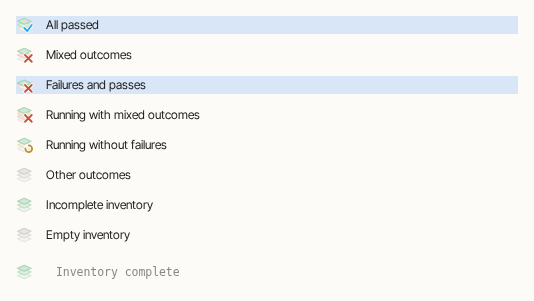 All passed
Mixed outcomes
Failures and passes
Running with mixed outcomes
Running without failures
Other outcomes
Incomplete inventory
Empty inventory
Inventory complete